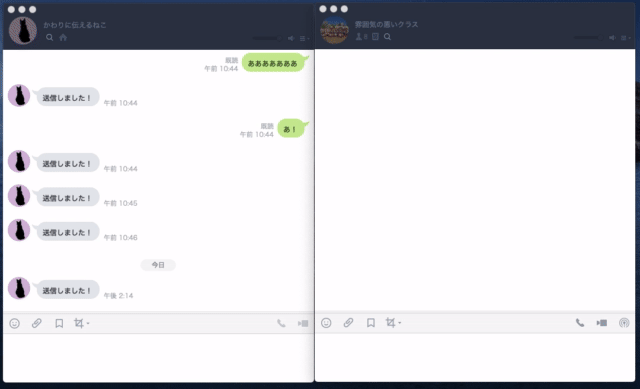 かわりに伝えるねこ
既読
午前 10:44
あああああああ
送信しました！
午前 10:44
既読
午前 10:44
あ！
送信しました！
午前 10:44
送信しました！
午前 10:45
送信しました！
午前 10:46
今日
送信しました！
午後 2:14
雰囲気の悪いクラス
6